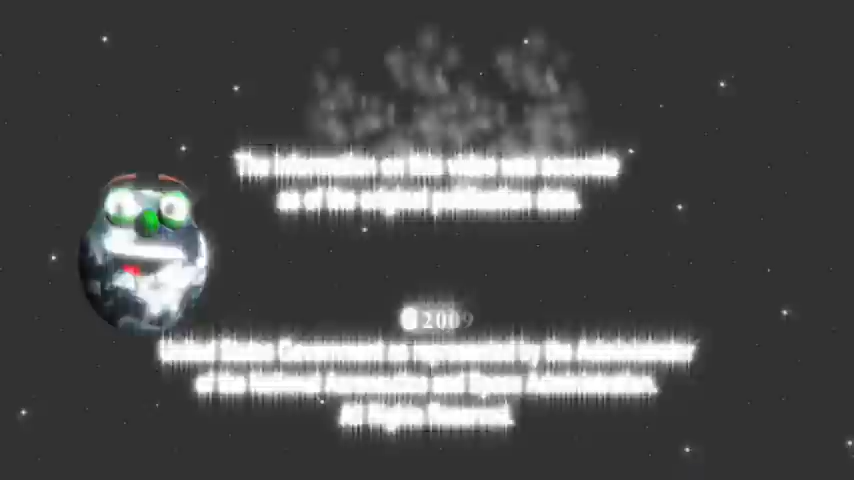 The information on this video was accurate
as of the original publication date.
©2009
United States Government as represented by the Administrator
of the National Aeronautics and Space Administration.
All Rights Reserved.